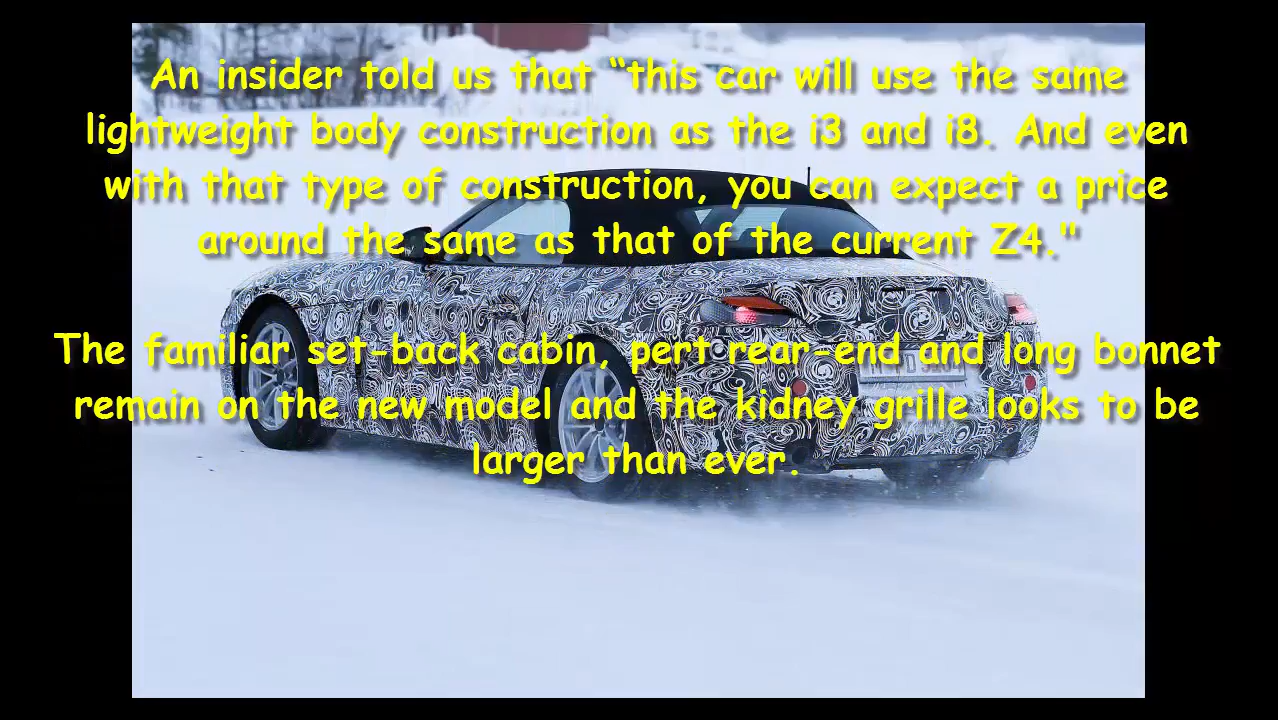 An insider told us that “this car will use the same
lightweight body construction as the i3 and i8. And even
with that type of construction, you can expect a price
around the same as that of the current Z4."
The familiar set-back cabin, pert rear-end and long bonnet
remain on the new model and the kidney grille looks to be
larger than ever.